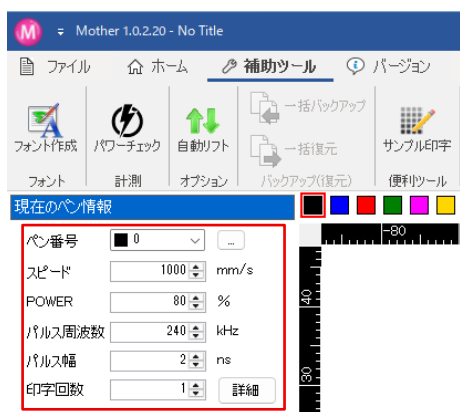 Mother 1.0.2.20 - No Title
ファイル ホーム 補助ツール バージョン
フォント作成 パワーチェック 自動リフト 一括バックアップ サンプル印字
一括復元
フォント 計測 オプション バックアップ(復元) 便利ツール
現在のペン情報
-80
ペン番号 0 ...
スピード 1000 mm/s
POWER 80 %
40
パルス周波数 240 kHz
パルス幅 2 ns
30
印字回数 1 詳細